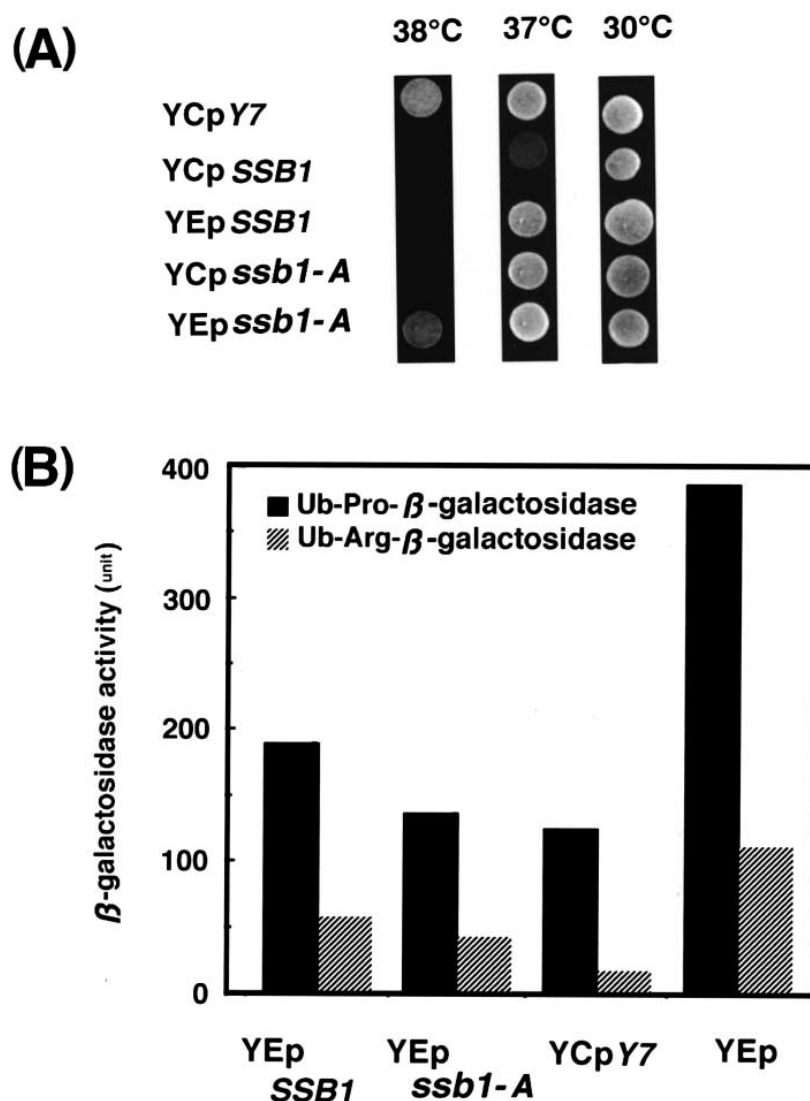 (A)
38°C 37°C 30°C
YCpY7
YCp SSB1
YEp SSB1
YCp ssb1-A
YEp ssb1-A
(B)
400
300
200
100
0
β-galactosidase activity (unit)
Ub-Pro-β-galactosidase
Ub-Arg-β-galactosidase
YEp YEp YCpY7 YEp
SSB1 ssb1-A